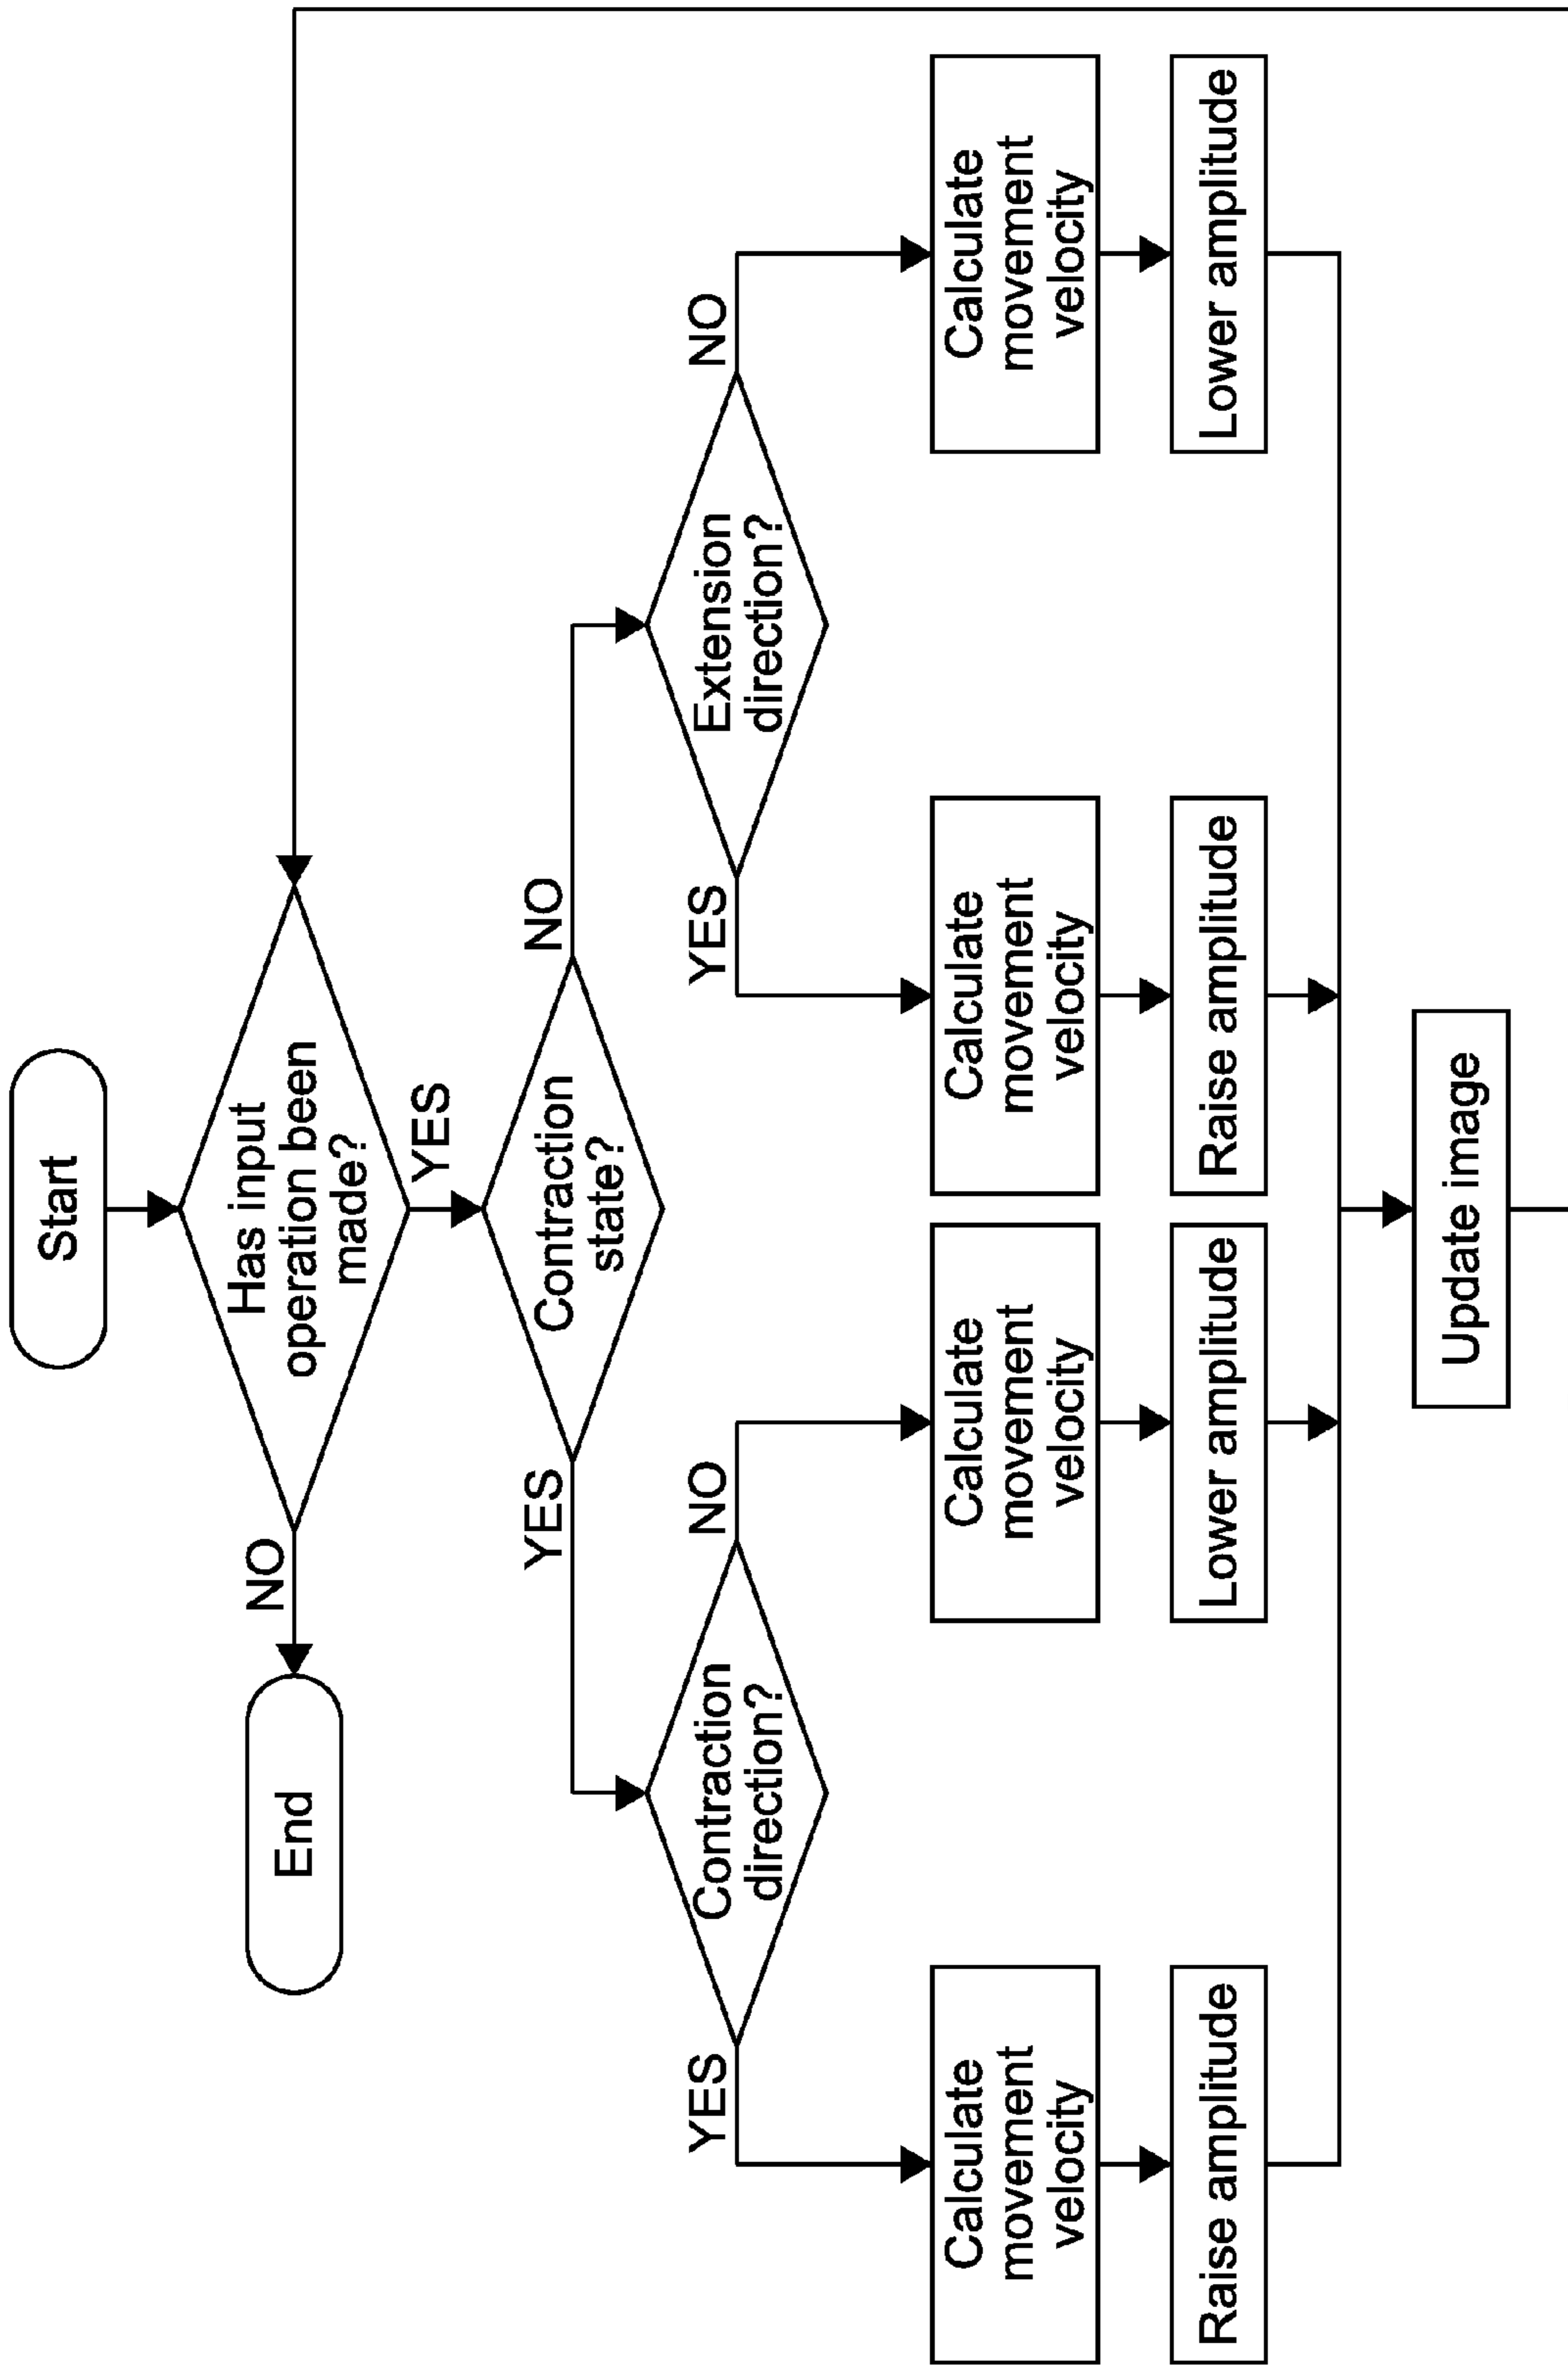 Start
Has input
operation been
made?
NO
End
YES
Contraction
state?
YES
NO
Contraction
direction?
Extension
direction?
YES
NO
YES
NO
Calculate
movement
velocity
Calculate
movement
velocity
Calculate
movement
velocity
Calculate
movement
velocity
Raise amplitude
Lower amplitude
Raise amplitude
Lower amplitude
Update image